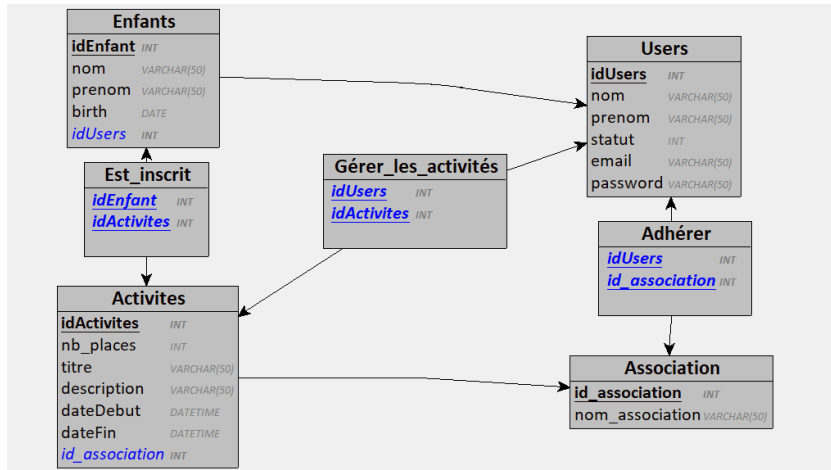 Enfants
idEnfant INT
nom VARCHAR(50)
prenom VARCHAR(50)
birth DATE
idUsers INT
Users
idUsers INT
nom VARCHAR(50)
prenom VARCHAR(50)
statut INT
email VARCHAR(50)
password VARCHAR(50)
Est_inscrit
idEnfant INT
idActivites INT
Gérer_les_activités
idUsers INT
idActivites INT
Adhérer
idUsers INT
id_association INT
Activites
idActivites INT
nb_places INT
titre VARCHAR(50)
description VARCHAR(50)
dateDebut DATETIME
dateFin DATETIME
id_association INT
Association
id_association INT
nom_association VARCHAR(50)